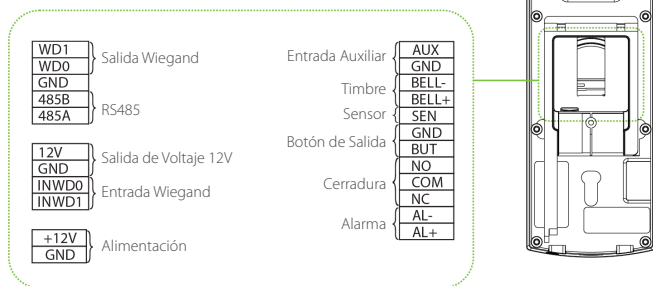 WD1
WD0
GND
485B
485A
Salida Wiegand
RS485
12V
GND
INWD0
INWD1
Salida de Voltaje 12V
Entrada Wiegand
+12V
GND
Alimentación
Entrada Auxiliar
Timbre
Sensor
Botón de Salida
Cerradura
Alarma
AUX
GND
BELL-
BELL+
SEN
GND
BUT
NO
COM
NC
AL-
AL+